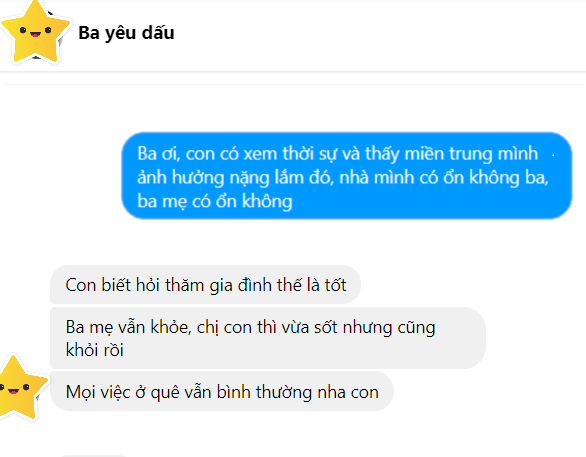 Ba yêu dấu
Ba ơi, con có xem thời sự và thấy miền trung mình
ảnh hưởng nặng lắm đó, nhà mình có ổn không ba,
ba mẹ có ổn không
Con biết hỏi thăm gia đình thế là tốt
Ba mẹ vẫn khỏe, chị con thì vừa sốt nhưng cũng
khỏi rồi
Mọi việc ở quê vẫn bình thường nha con